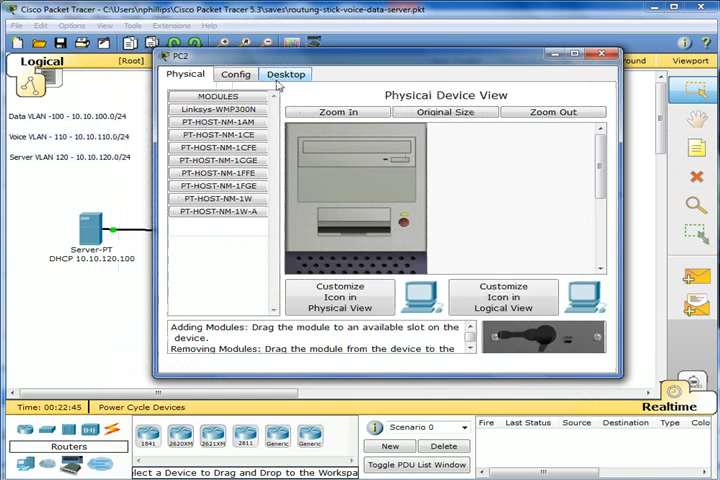 Cisco Packet Tracer 5.3 - C:\Users\nphillips\Cisco Packet Tracer 5.3\saves\routung-stick-voice-data-server.pkt
File Edit Options View Tools Extensions Help
Logical
[Root]
Viewport
Data VLAN -100 - 10.10.100.0/24
Voice VLAN - 110 - 10.10.110.0/24
Server VLAN 120 - 10.10.120.0/24
Server-PT
DHCP 10.10.120.100
PC2
Physical Config Desktop
MODULES
Linksys-WMP300N
PT-HOST-NM-1AM
PT-HOST-NM-1CE
PT-HOST-NM-1CFE
PT-HOST-NM-1CGE
PT-HOST-NM-1FFE
PT-HOST-NM-1FGE
PT-HOST-NM-1W
PT-HOST-NM-1W-A
Physical Device View
Zoom In Original Size Zoom Out
Customize
Icon in
Physical View
Customize
Icon in
Logical View
Adding Modules: Drag the module to an available slot on the
device.
Removing Modules: Drag the module from the device to the
Time: 00:22:45 Power Cycle Devices
Realtime
Routers
1841 2620XM 2621XM 2811 Generic Generic
lect a Device to Drag and Drop to the Workspa
Scenario 0
New Delete
Toggle PDU List Window
Fire Last Status Source Destination Type Colo